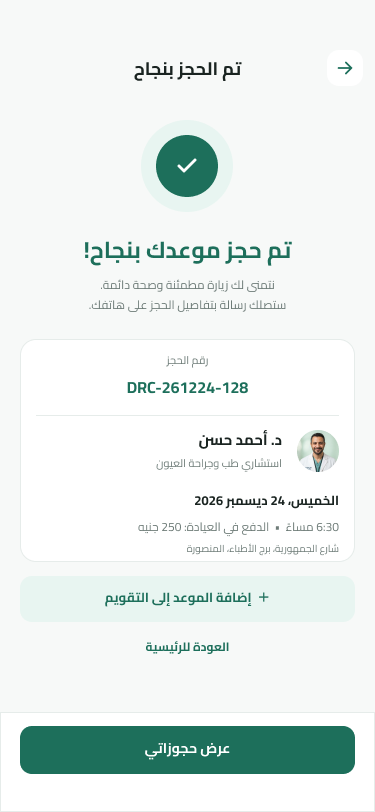 تم الحجز بنجاح
تم حجز موعدك بنجاح!
نتمنى لك زيارة مطمئنة وصحة دائمة.
ستصلك رسالة بتفاصيل الحجز على هاتفك.
رقم الحجز
DRC-261224-128
د. أحمد حسن
استشاري طب وجراحة العيون
الخميس، 24 ديسمبر 2026
6:30 مساءً • الدفع في العيادة: 250 جنيه
شارع الجمهورية، برج الأطباء، المنصورة
+ إضافة الموعد إلى التقويم
العودة للرئيسية
عرض حجوزاتي